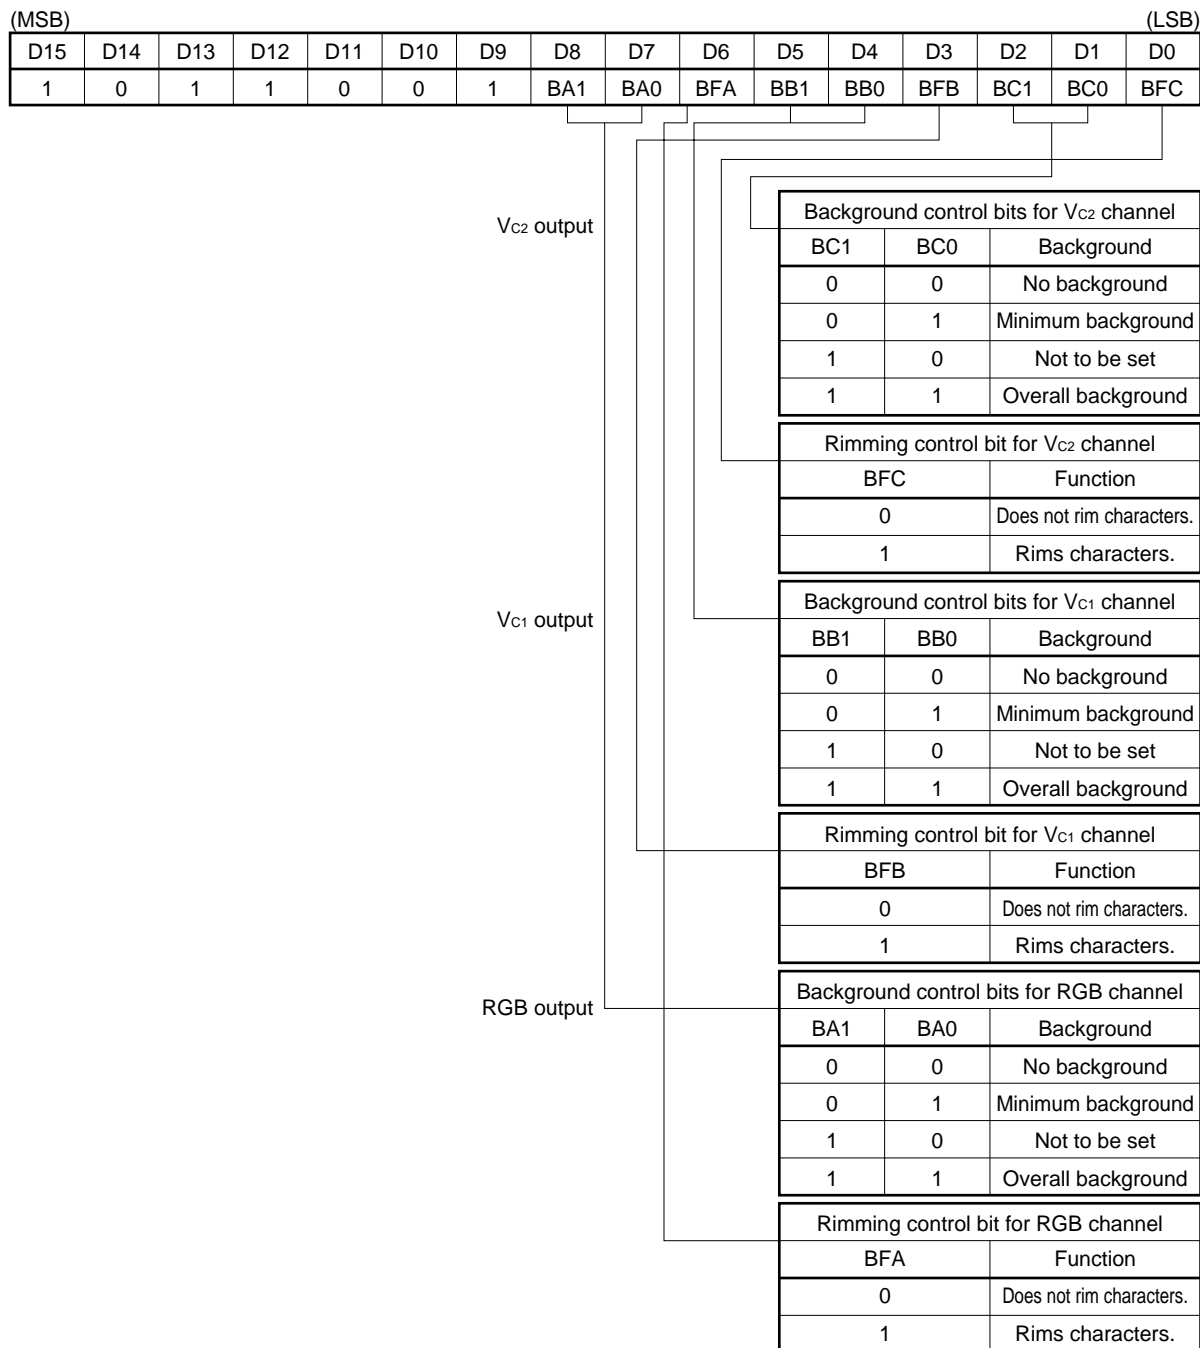 (MSB) (LSB)
D15 D14 D13 D12 D11 D10 D9 D8 D7 D6 D5 D4 D3 D2 D1 D0
1 0 1 1 0 0 1 BA1 BA0 BFA BB1 BB0 BFB BC1 BC0 BFC
VC2 output
Background control bits for VC2 channel
BC1 BC0 Background
0 0 No background
0 1 Minimum background
1 0 Not to be set
1 1 Overall background
Rimming control bit for VC2 channel
BFC Function
0 Does not rim characters.
1 Rims characters.
VC1 output
Background control bits for VC1 channel
BB1 BB0 Background
0 0 No background
0 1 Minimum background
1 0 Not to be set
1 1 Overall background
Rimming control bit for VC1 channel
BFB Function
0 Does not rim characters.
1 Rims characters.
RGB output
Background control bits for RGB channel
BA1 BA0 Background
0 0 No background
0 1 Minimum background
1 0 Not to be set
1 1 Overall background
Rimming control bit for RGB channel
BFA Function
0 Does not rim characters.
1 Rims characters.